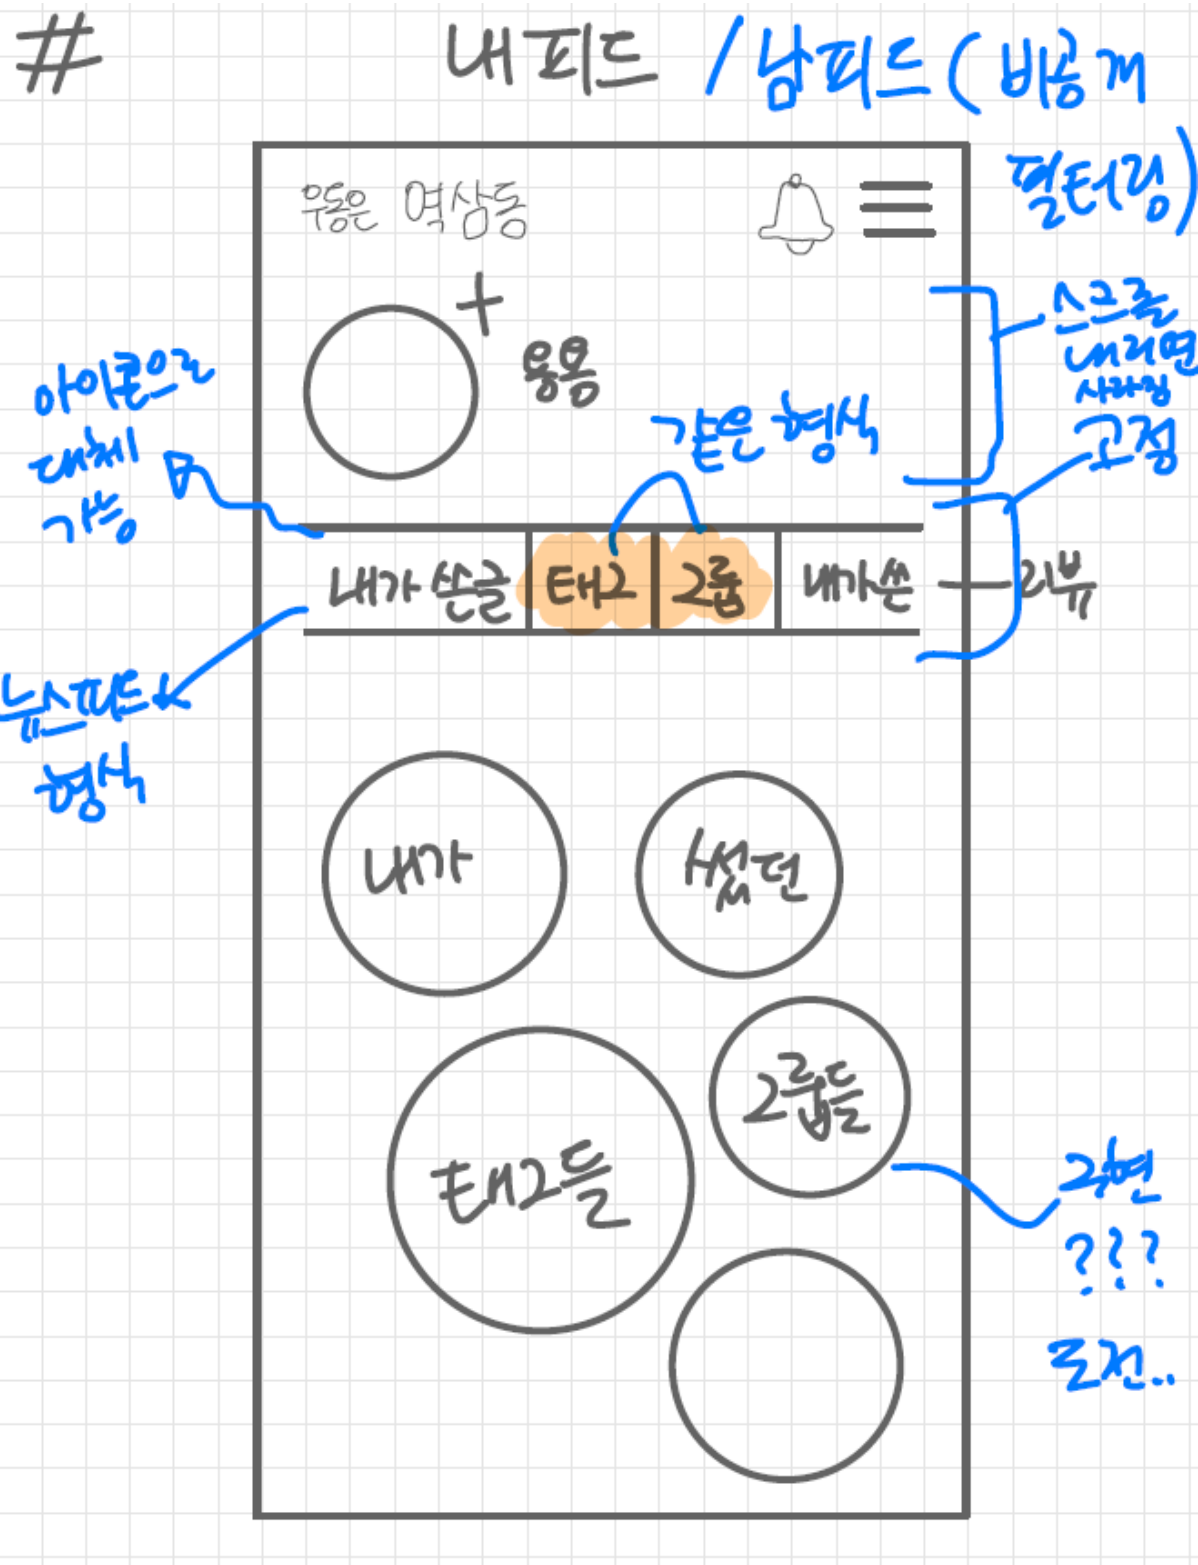 # 내피드 / 남피드 (비공개
필터링)
우동은 역삼동
스크롤
내리면
사라짐
+
용용
아이콘으로
대체
가능
같은 형식
고정
내가 쓴글 태그 그룹 내가쓴 리뷰
뉴스피드
형식
내가 썼던
그룹들
태그들
구현
???
도전..